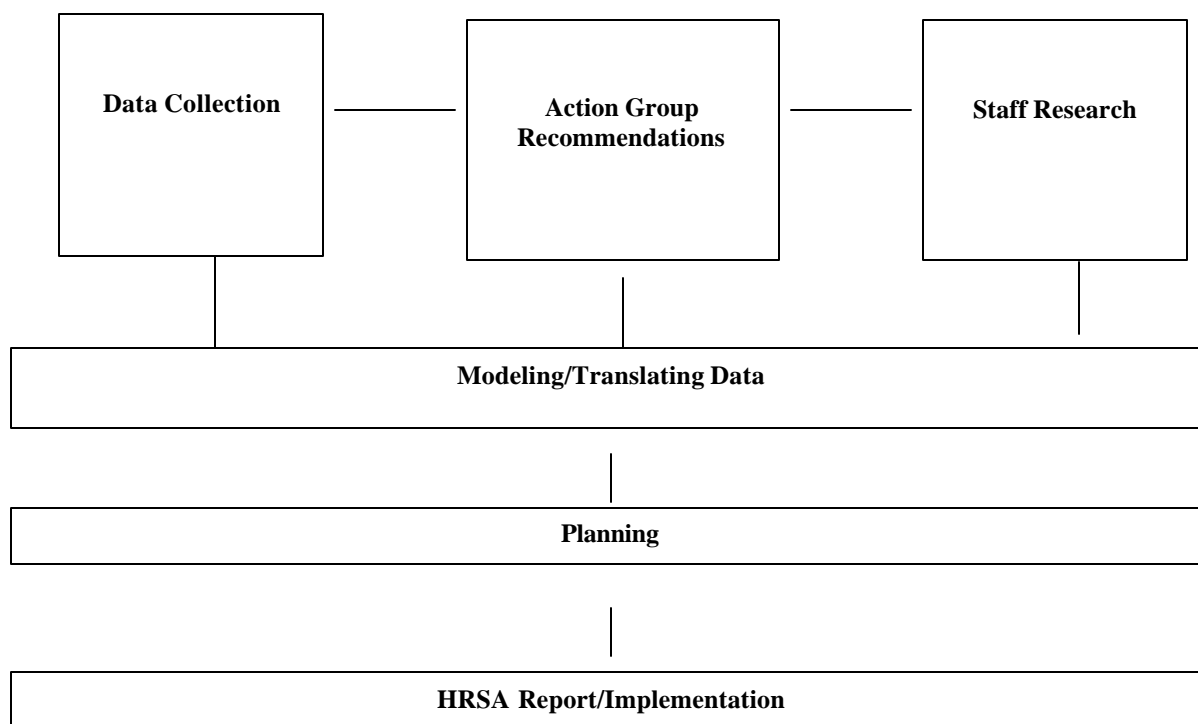 Data Collection
Action Group
Recommendations
Staff Research
Modeling/Translating Data
Planning
HRSA Report/Implementation